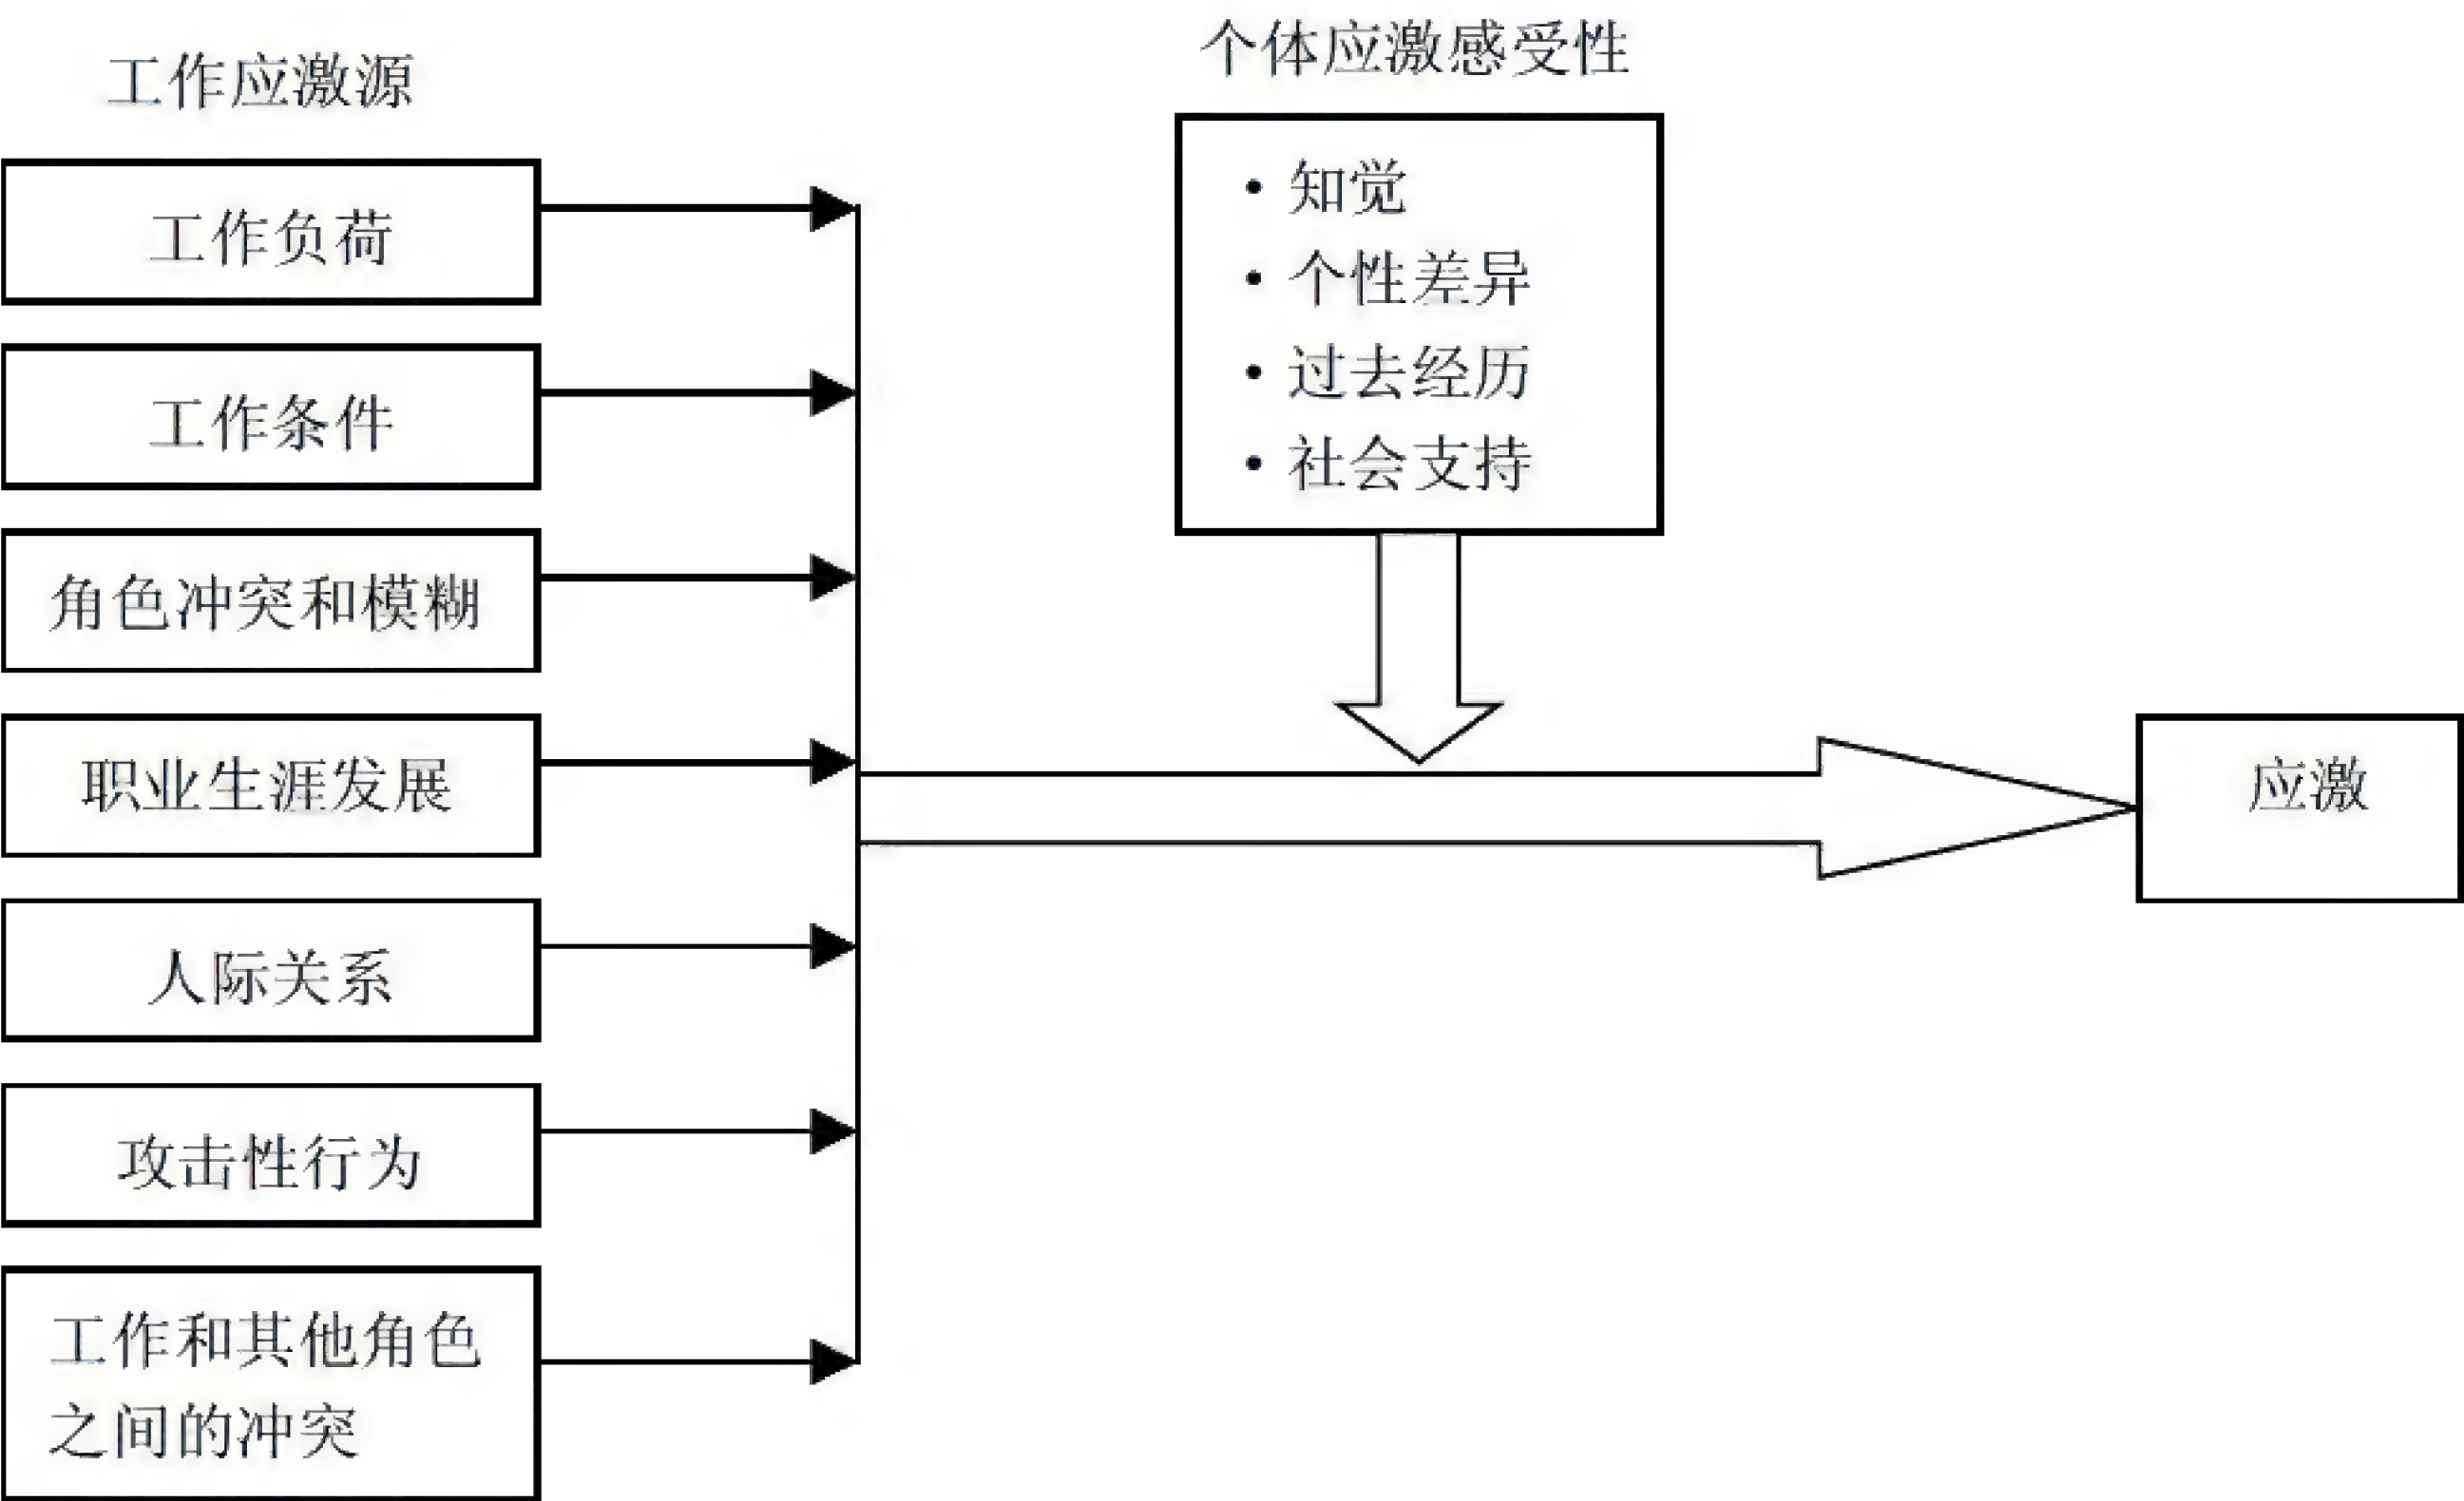 工作应激源
工作负荷
工作条件
角色冲突和模糊
职业生涯发展
人际关系
攻击性行为
工作和其他角色
之间的冲突
个体应激感受性
· 知觉
· 个性差异
· 过去经历
· 社会支持
应激